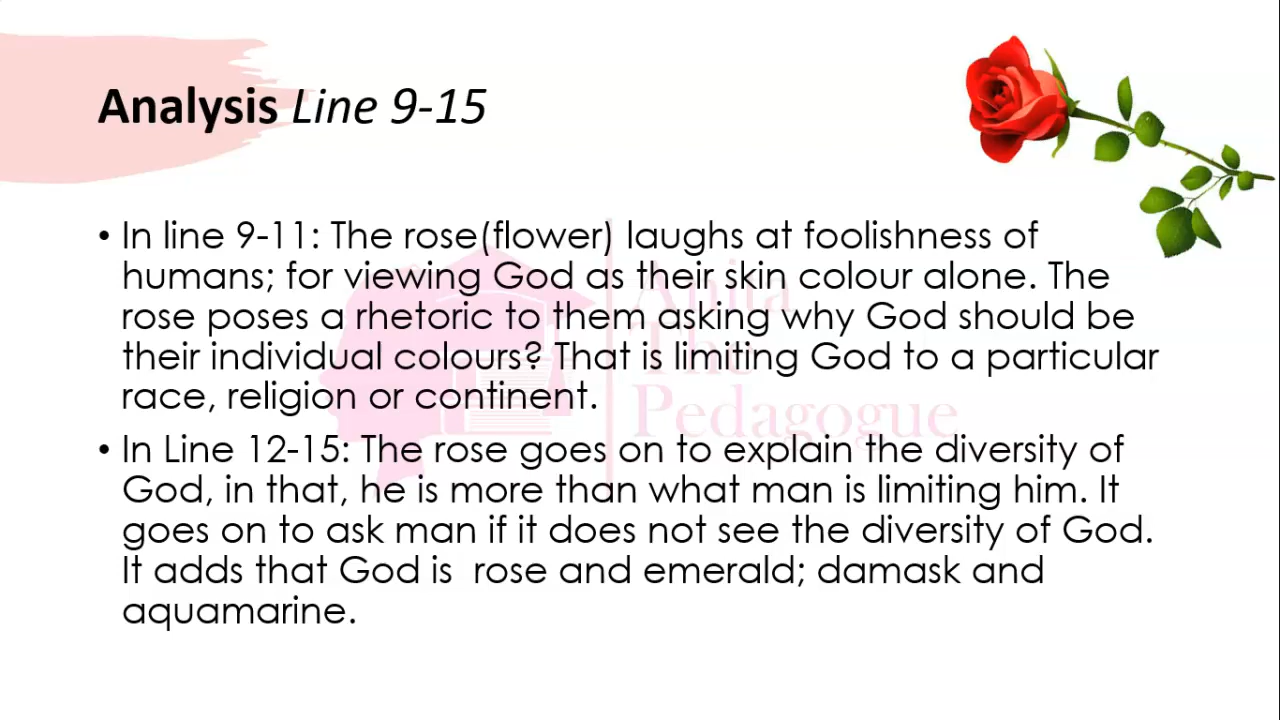 Analysis Line 9-15
• In line 9-11: The rose(flower) laughs at foolishness of
humans; for viewing God as their skin colour alone. The
rose poses a rhetoric to them asking why God should be
their individual colours? That is limiting God to a particular
race, religion or continent.
• In Line 12-15: The rose goes on to explain the diversity of
God, in that, he is more than what man is limiting him. It
goes on to ask man if it does not see the diversity of God.
It adds that God is  rose and emerald; damask and
aquamarine.
Anita
The
Pedagogue